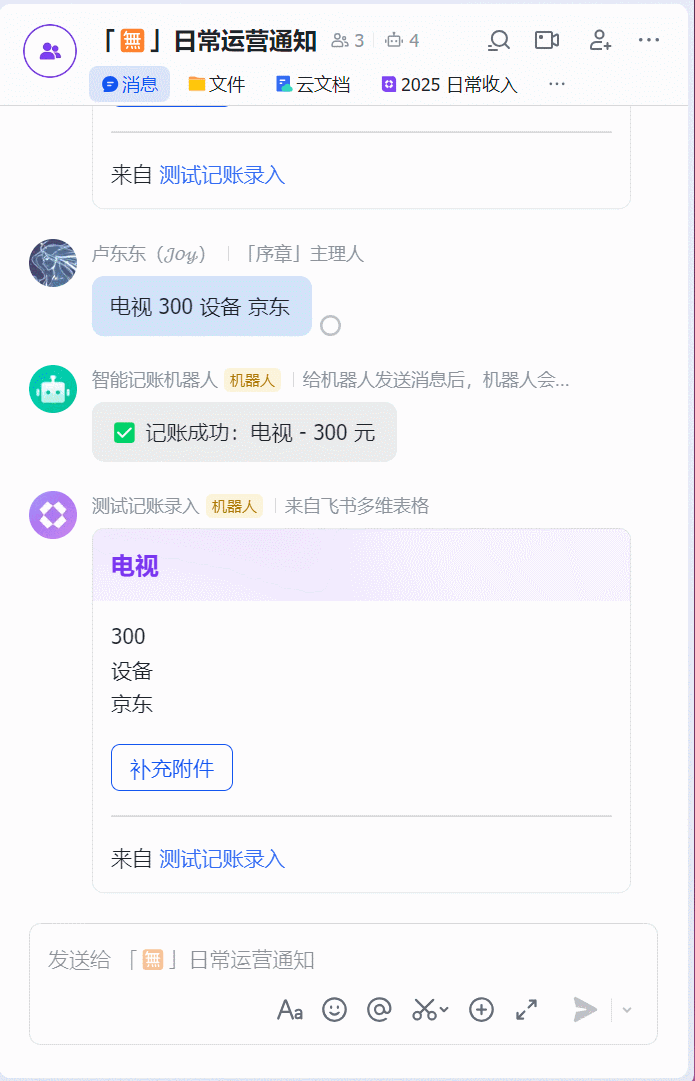 「🈚」日常运营通知 3 4
消息 文件 云文档 2025 日常收入 ...
来自 测试记账录入
卢东东（𝓙𝓸𝔂） 「序章」主理人
电视 300 设备 京东
智能记账机器人 机器人 给机器人发送消息后，机器人会...
记账成功：电视 - 300 元
测试记账录入 机器人 来自飞书多维表格
电视
300
设备
京东
补充附件
来自 测试记账录入
发送给 「🈚」日常运营通知
Aa